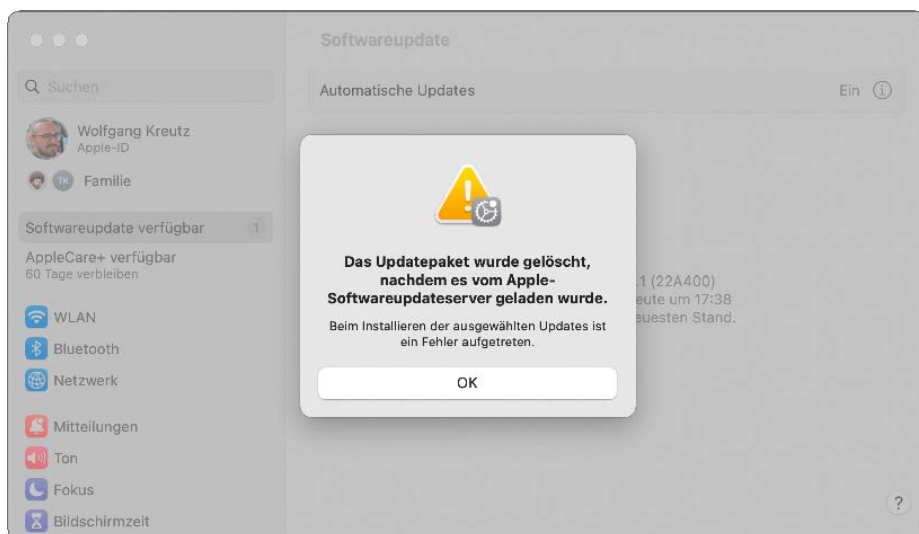 Softwareupdate
Suchen
Automatische Updates
Ein
Wolfgang Kreutz
Apple-ID
TK
Familie
Softwareupdate verfügbar
1
AppleCare+ verfügbar
60 Tage verbleiben
WLAN
Bluetooth
Netzwerk
Mitteilungen
Ton
Fokus
Bildschirmzeit
Das Updatepaket wurde gelöscht,
nachdem es vom Apple-
Softwareupdateserver geladen wurde.
Beim Installieren der ausgewählten Updates ist
ein Fehler aufgetreten.
OK
.1 (22A400)
eute um 17:38
euesten Stand.
?